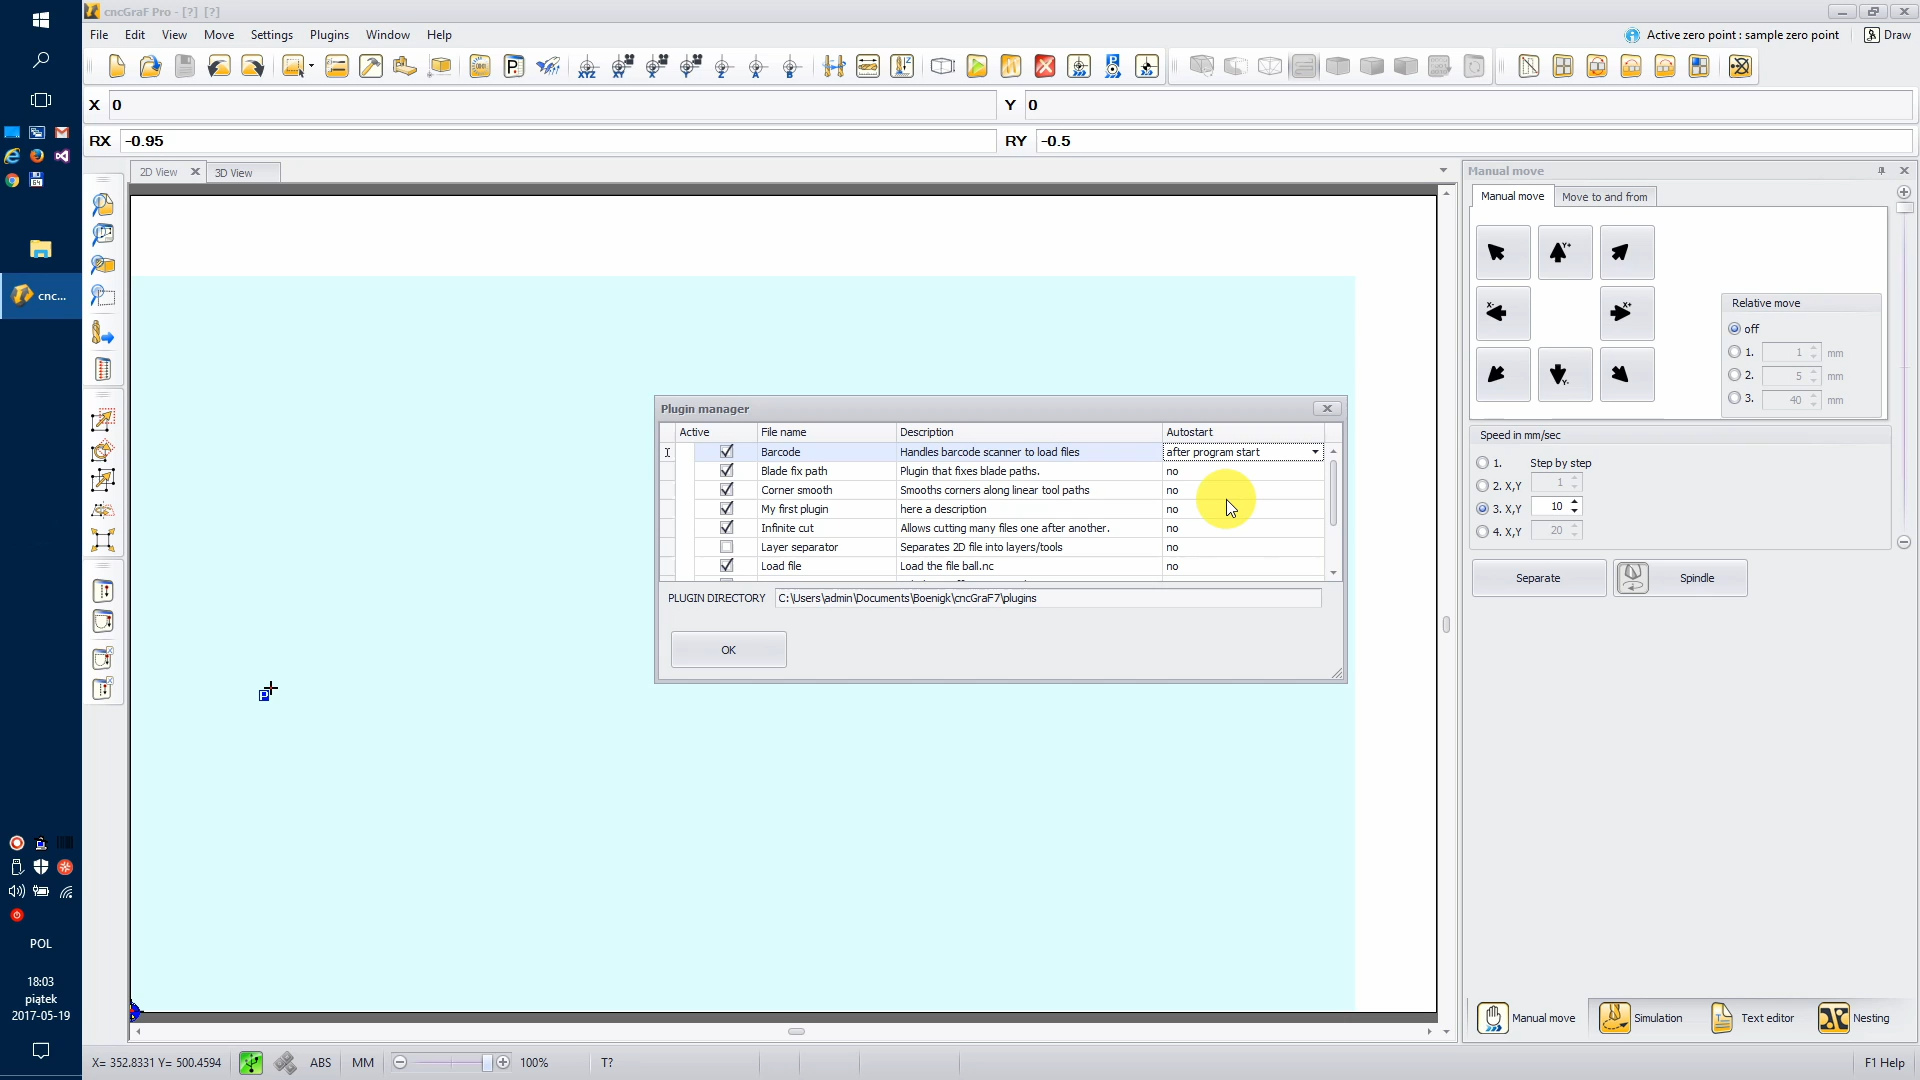 cncGraF Pro - [?] [?]
File Edit View Move Settings Plugins Window Help
Active zero point : sample zero point Draw
XYZ XY X Y Z A B
X 0 Y 0
RX -0.95 RY -0.5
2D View 3D View
Manual move
Manual move Move to and from
Y+
X- X+
Y-
Relative move
off
1. 1 mm
2. 5 mm
3. 40 mm
Speed in mm/sec
1. Step by step
2. X,Y 1
3. X,Y 10
4. X,Y 20
Separate Spindle
cnc...
Plugin manager
Active File name Description Autostart
Barcode Handles barcode scanner to load files after program start
Blade fix path Plugin that fixes blade paths. no
Corner smooth Smooths corners along linear tool paths no
My first plugin here a description no
Infinite cut Allows cutting many files one after another. no
Layer separator Separates 2D file into layers/tools no
Load file Load the file ball.nc no
PLUGIN DIRECTORY C:\Users\admin\Documents\Boenigk\cncGraF7\plugins
OK
POL
18:03
piątek
2017-05-19
Manual move Simulation Text editor Nesting
X= 352.8331 Y= 500.4594 ABS MM 100% T? F1 Help